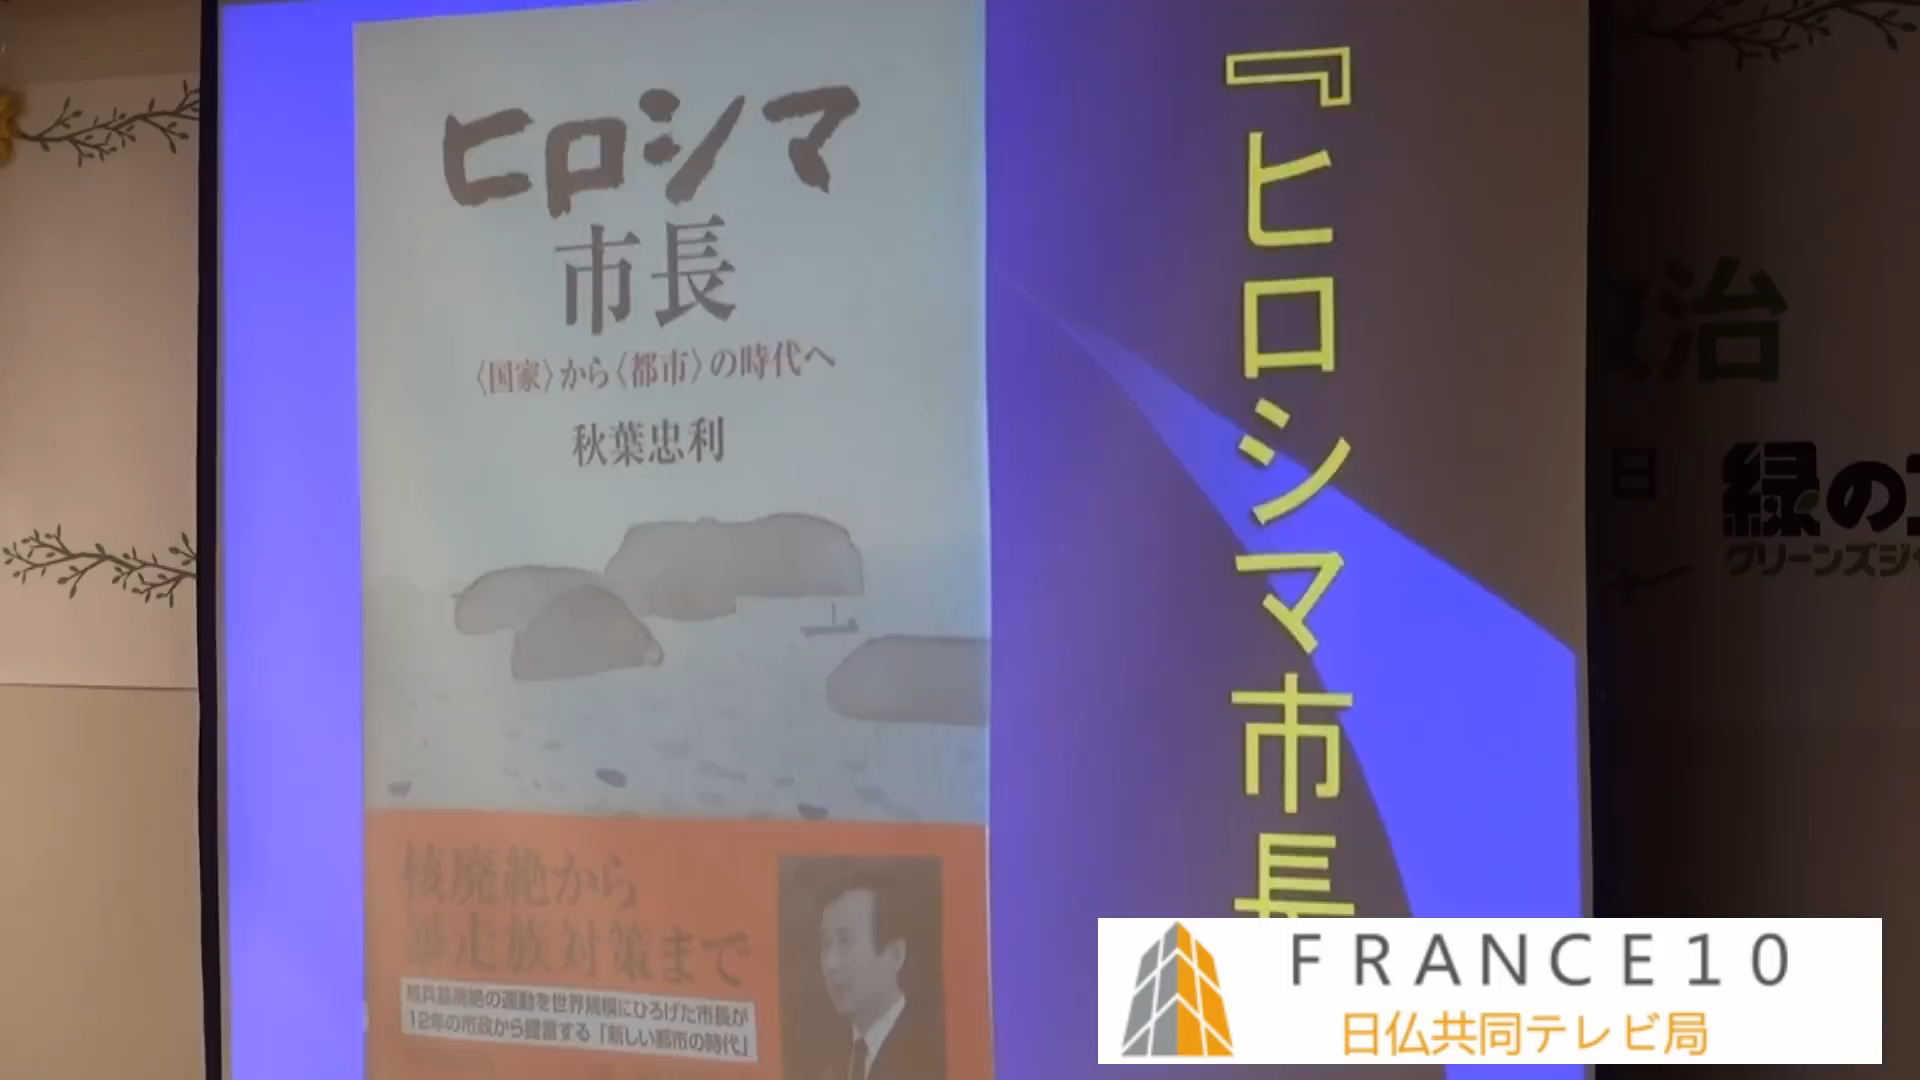 ヒロシマ
市長
〈国家〉から〈都市〉の時代へ
秋葉忠利
核廃絶から
暴走族対策まで
核兵器廃絶の運動を世界規模にひろげた市長が
12年の市政から提言する「新しい都市の時代」
『ヒロシマ市長
治
日
緑の
グリーンズジ
FRANCE10
日仏共同テレビ局